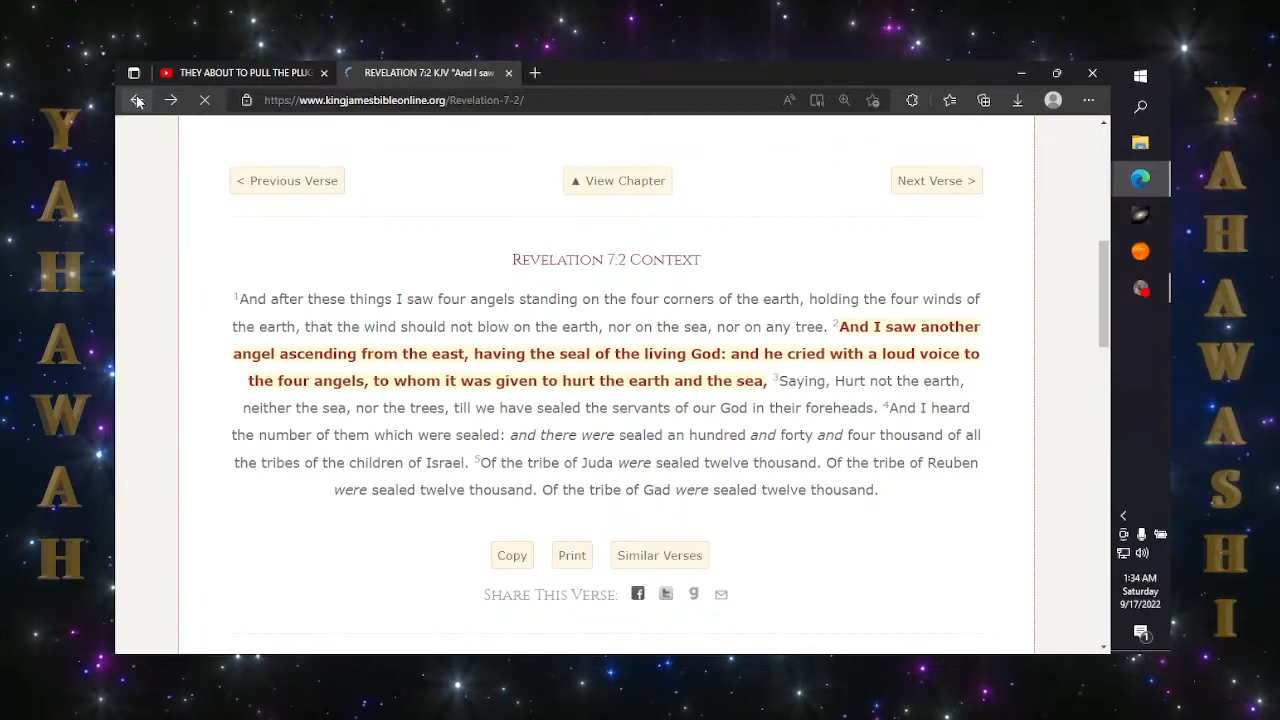 THEY ABOUT TO PULL THE PLUG
REVELATION 7:2 KJV "And I saw
https://www.kingjamesbibleonline.org/Revelation-7-2/
< Previous Verse
▲ View Chapter
Next Verse >
REVELATION 7:2 CONTEXT
1And after these things I saw four angels standing on the four corners of the earth, holding the four winds of
the earth, that the wind should not blow on the earth, nor on the sea, nor on any tree. 2And I saw another
angel ascending from the east, having the seal of the living God: and he cried with a loud voice to
the four angels, to whom it was given to hurt the earth and the sea, 3Saying, Hurt not the earth,
neither the sea, nor the trees, till we have sealed the servants of our God in their foreheads. 4And I heard
the number of them which were sealed: and there were sealed an hundred and forty and four thousand of all
the tribes of the children of Israel. 5Of the tribe of Juda were sealed twelve thousand. Of the tribe of Reuben
were sealed twelve thousand. Of the tribe of Gad were sealed twelve thousand.
Copy
Print
Similar Verses
SHARE THIS VERSE:
1:34 AM
Saturday
9/17/2022
1
YAHAWAH
YAHAWASHI